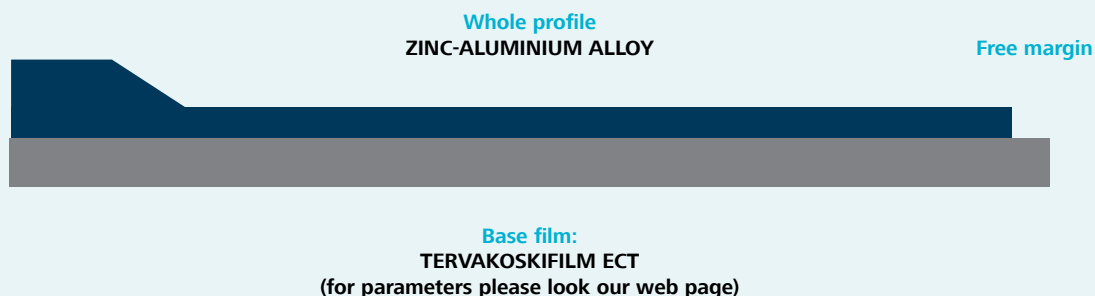 Whole profile
ZINC-ALUMINIUM ALLOY
Free margin
Base film:
TERVAKOSKIFILM ECT
(for parameters please look our web page)